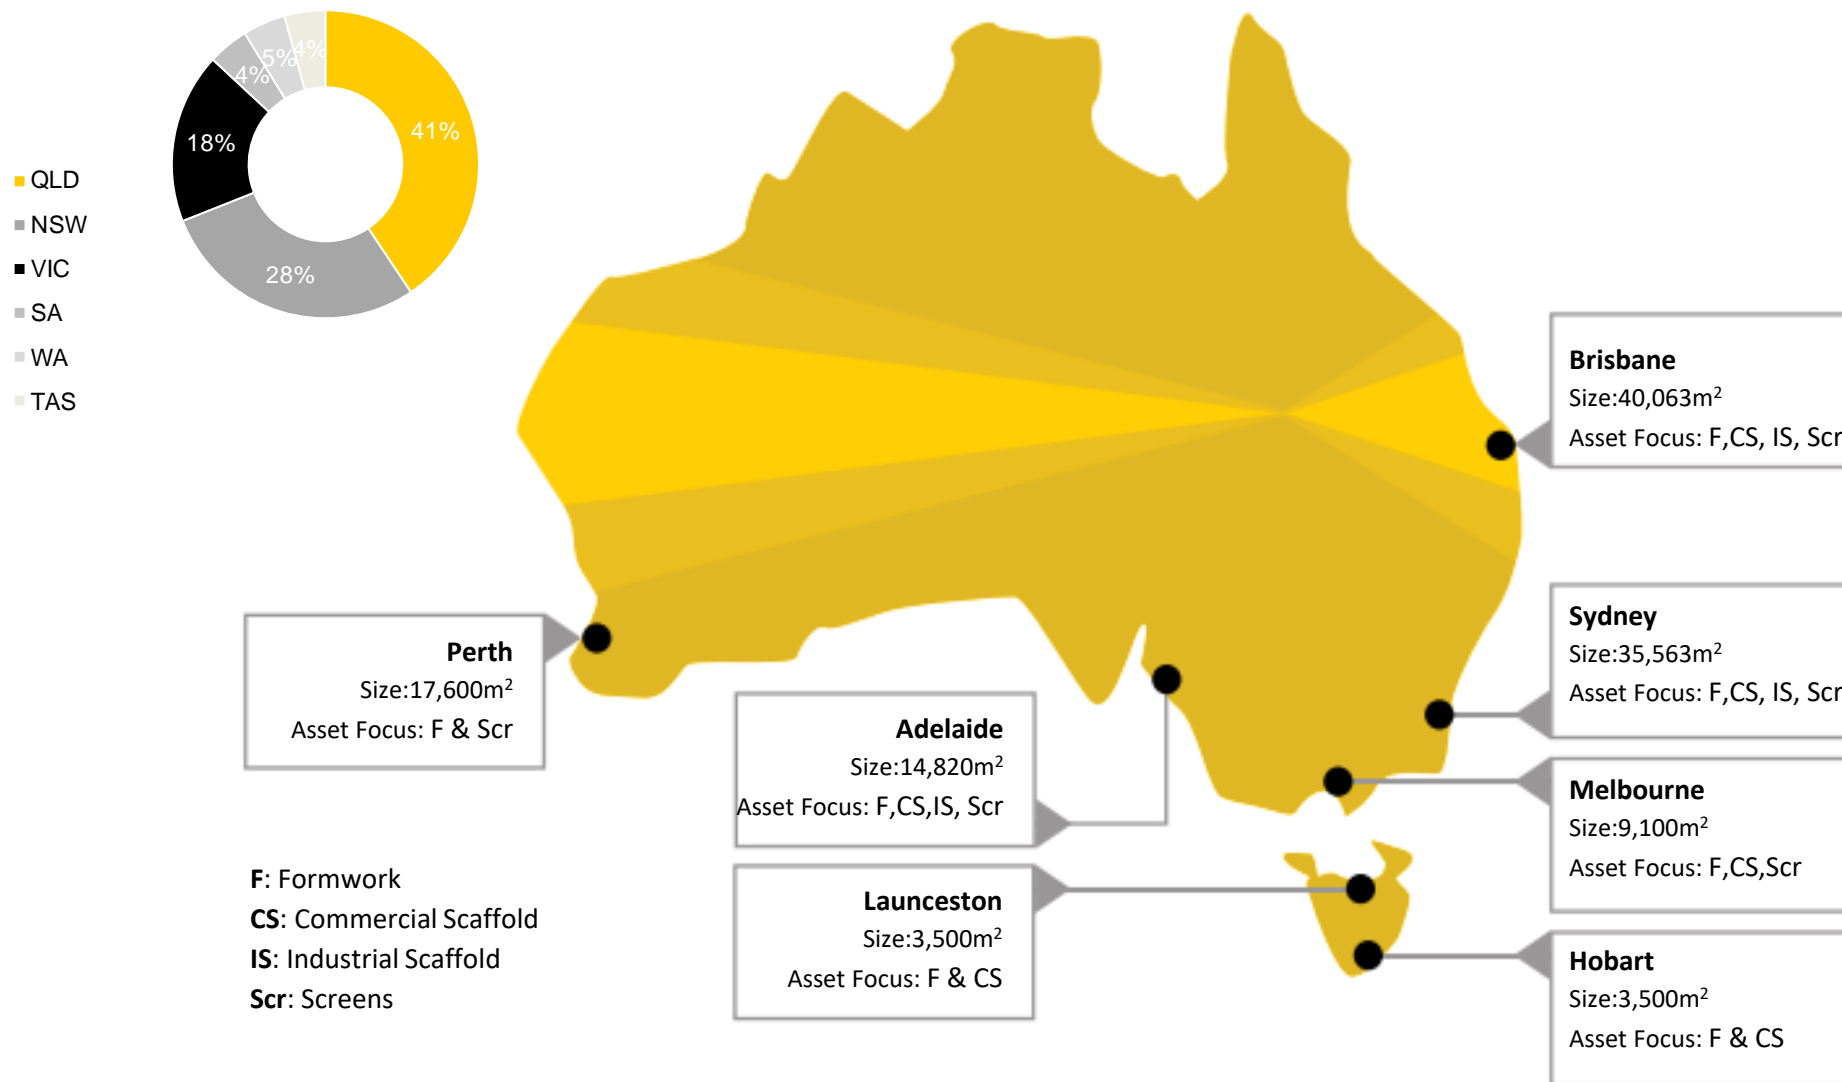 4%
5%
4%
41%
18%
28%
QLD
NSW
VIC
SA
WA
TAS
Brisbane
Size:40,063m²
Asset Focus: F,CS, IS, Scr
Sydney
Size:35,563m²
Asset Focus: F,CS, IS, Scr
Perth
Size:17,600m²
Asset Focus: F & Scr
Adelaide
Size:14,820m²
Asset Focus: F,CS,IS, Scr
Melbourne
Size:9,100m²
Asset Focus: F,CS,Scr
Launceston
Size:3,500m²
Asset Focus: F & CS
Hobart
Size:3,500m²
Asset Focus: F & CS
F: Formwork
CS: Commercial Scaffold
IS: Industrial Scaffold
Scr: Screens